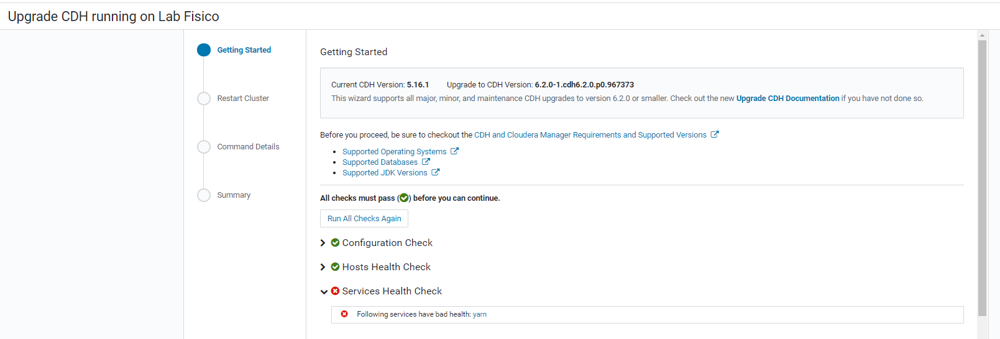 Upgrade CDH running on Lab Fisico
Getting Started
Restart Cluster
Command Details
Summary
Getting Started
Current CDH Version: 5.16.1 Upgrade to CDH Version: 6.2.0-1.cdh6.2.0.p0.967373
This wizard supports all major, minor, and maintenance CDH upgrades to version 6.2.0 or smaller. Check out the new Upgrade CDH Documentation if you have not done so.
Before you proceed, be sure to checkout the CDH and Cloudera Manager Requirements and Supported Versions
Supported Operating Systems
Supported Databases
Supported JDK Versions
All checks must pass ( ) before you can continue.
Run All Checks Again
Configuration Check
Hosts Health Check
Services Health Check
Following services have bad health: yarn